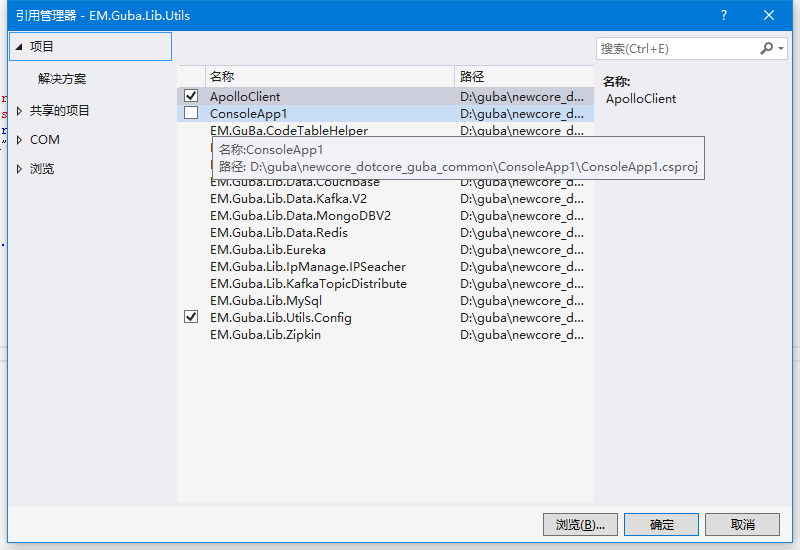 引用管理器 - EM.Guba.Lib.Utils
项目
解决方案
共享的项目
COM
浏览
搜索(Ctrl+E)
名称 路径
ApolloClient D:\guba\newcore_d...
ConsoleApp1 D:\guba\newcore_d...
EM.GuBa.CodeTableHelper D:\guba\newcore_d...
名称:ConsoleApp1
路径: D:\guba\newcore_dotcore_guba_common\ConsoleApp1\ConsoleApp1.csproj
EM.Guba.Lib.Data.Couchbase D:\guba\newcore_d...
EM.Guba.Lib.Data.Kafka.V2 D:\guba\newcore_d...
EM.Guba.Lib.Data.MongoDBV2 D:\guba\newcore_d...
EM.Guba.Lib.Data.Redis D:\guba\newcore_d...
EM.Guba.Lib.Eureka D:\guba\newcore_d...
EM.Guba.Lib.IpManage.IPSeacher D:\guba\newcore_d...
EM.Guba.Lib.KafkaTopicDistribute D:\guba\newcore_d...
EM.Guba.Lib.MySql D:\guba\newcore_d...
EM.Guba.Lib.Utils.Config D:\guba\newcore_d...
EM.Guba.Lib.Zipkin D:\guba\newcore_d...
名称:
ApolloClient
浏览(B)... 确定 取消